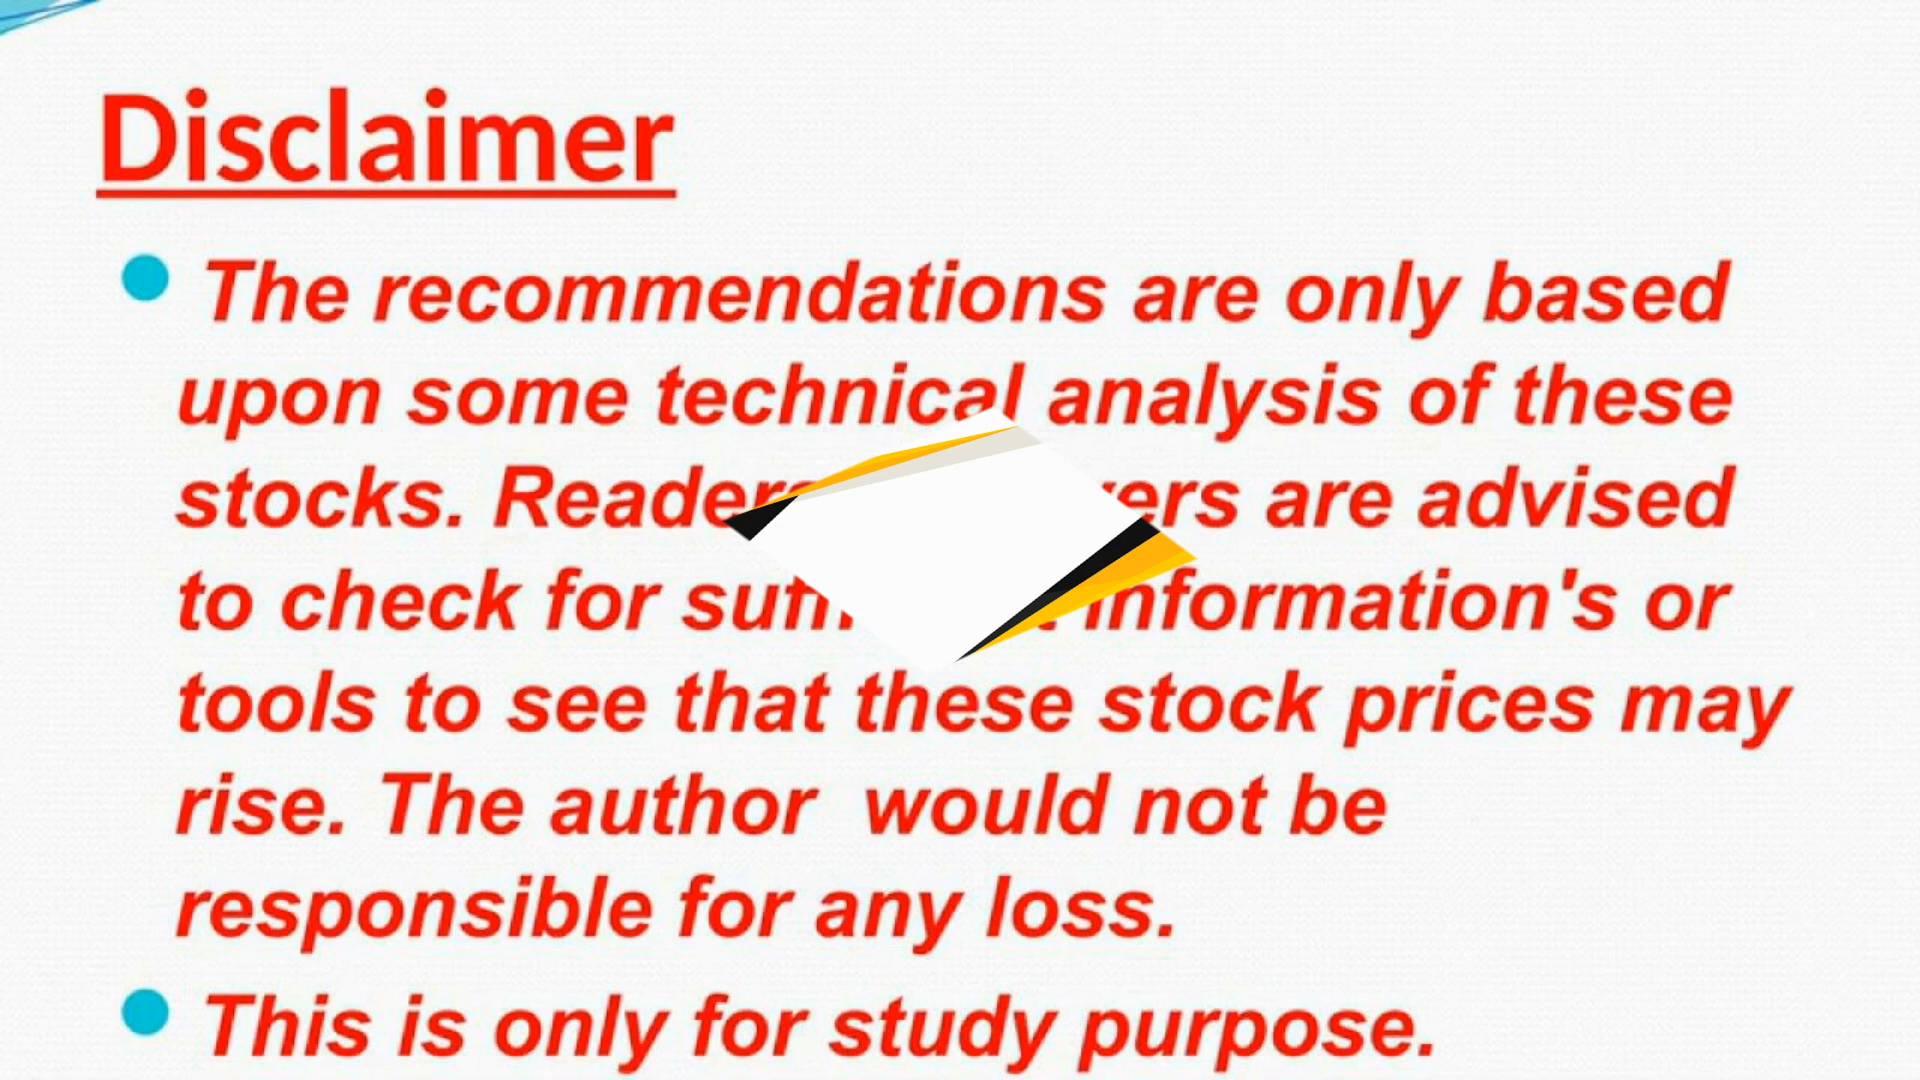 Disclaimer
The recommendations are only based
upon some technical analysis of these
stocks. Readers are advised
to check for information's or
tools to see that these stock prices may
rise. The author would not be
responsible for any loss.
This is only for study purpose.